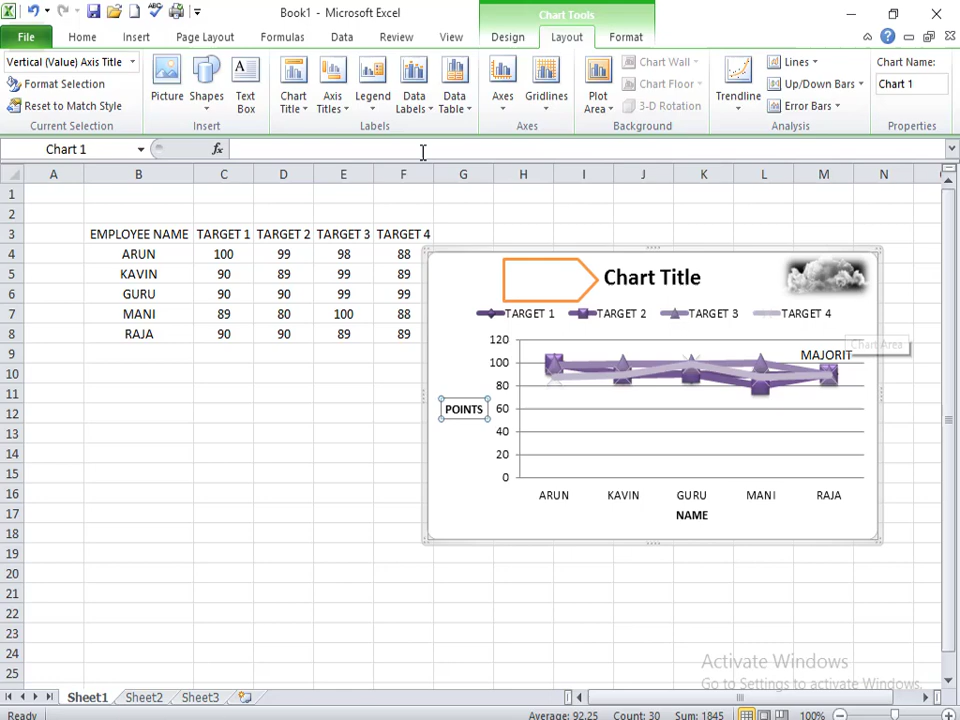 Book1 - Microsoft Excel
Chart Tools
File Home Insert Page Layout Formulas Data Review View Design Layout Format
Vertical (Value) Axis Title
Format Selection
Reset to Match Style
Current Selection
Picture Shapes Text Box
Insert
Chart Title Axis Titles Legend Data Labels Data Table
Labels
Axes Gridlines
Axes
Plot Area
Chart Wall
Chart Floor
3-D Rotation
Background
Trendline
Lines
Up/Down Bars
Error Bars
Analysis
Chart Name:
Chart 1
Properties
Chart 1 fx
A B C D E F G H I J K L M N
1
2
3 EMPLOYEE NAME TARGET 1 TARGET 2 TARGET 3 TARGET 4
4 ARUN 100 99 98 88
5 KAVIN 90 89 99 89
6 GURU 90 90 99 99
7 MANI 89 80 100 88
8 RAJA 90 90 89 89
9
10
11
12
13
14
15
16
17
18
19
20
21
22
23
24
25
Chart Title
TARGET 1 TARGET 2 TARGET 3 TARGET 4
Chart Area
MAJORIT
120
100
80
60
40
20
0
POINTS
ARUN KAVIN GURU MANI RAJA
NAME
Activate Windows
Go to Settings to activate Windows.
Sheet1 Sheet2 Sheet3
Ready Average: 92.25 Count: 30 Sum: 1845 100%